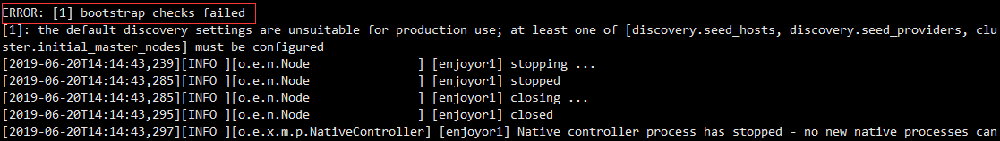 ERROR: [1] bootstrap checks failed
[1]: the default discovery settings are unsuitable for production use; at least one of [discovery.seed_hosts, discovery.seed_providers, clu
ster.initial_master_nodes] must be configured
[2019-06-20T14:14:43,239][INFO ][o.e.n.Node               ] [enjoyor1] stopping ...
[2019-06-20T14:14:43,285][INFO ][o.e.n.Node               ] [enjoyor1] stopped
[2019-06-20T14:14:43,285][INFO ][o.e.n.Node               ] [enjoyor1] closing ...
[2019-06-20T14:14:43,295][INFO ][o.e.n.Node               ] [enjoyor1] closed
[2019-06-20T14:14:43,297][INFO ][o.e.x.m.p.NativeController] [enjoyor1] Native controller process has stopped - no new native processes can